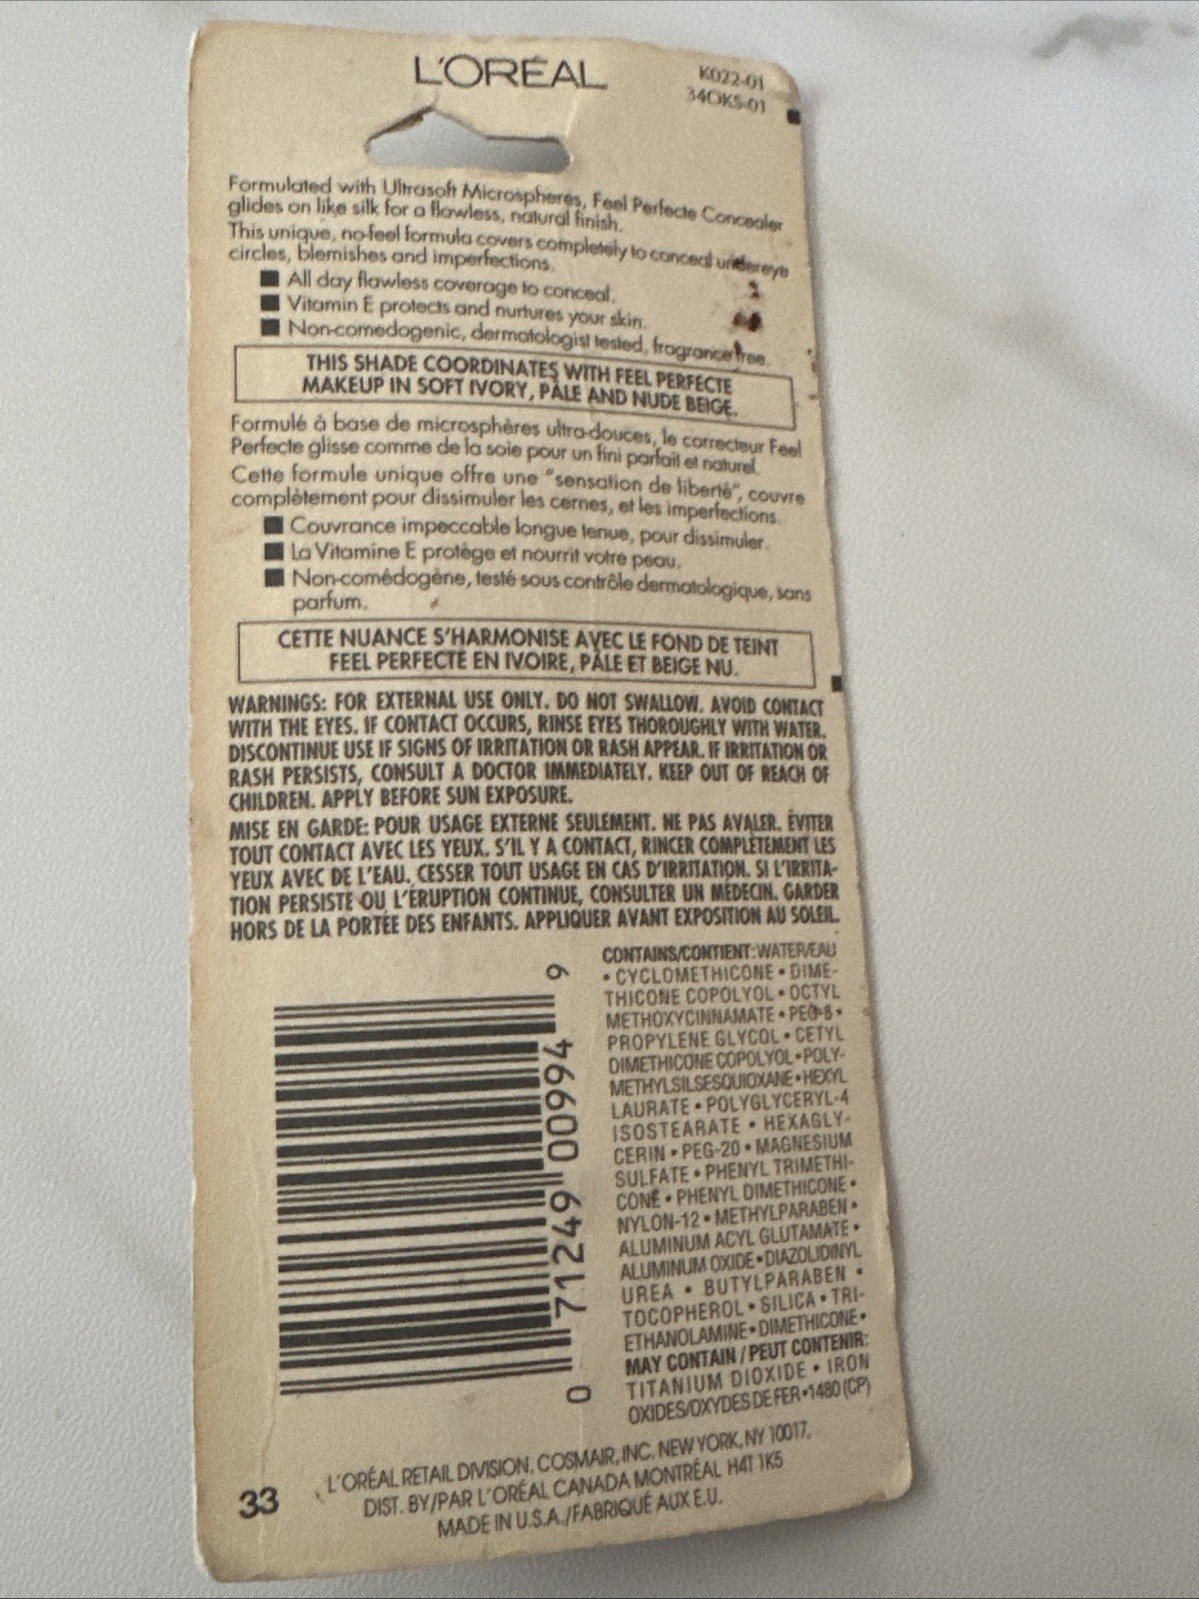 L'ORÉAL
K022-01
34OK5-01
Formulated with Ultrasoft Microspheres, Feel Perfecte Concealer
glides on like silk for a flawless, natural finish.
This unique, no-feel formula covers completely to conceal undereye
circles, blemishes and imperfections.
■ All day flawless coverage to conceal.
■ Vitamin E protects and nurtures your skin.
■ Non-comedogenic, dermatologist tested, fragrance free.
THIS SHADE COORDINATES WITH FEEL PERFECTE
MAKEUP IN SOFT IVORY, PALE AND NUDE BEIGE.
Formulé à base de microsphères ultra-douces, le correcteur Feel
Perfecte glisse comme de la soie pour un fini parfait et naturel.
Cette formule unique offre une "sensation de liberté", couvre
complètement pour dissimuler les cernes, et les imperfections.
■ Couvrance impeccable longue tenue, pour dissimuler.
■ La Vitamine E protège et nourrit votre peau.
■ Non-comédogène, testé sous contrôle dermatologique, sans
parfum.
CETTE NUANCE S'HARMONISE AVEC LE FOND DE TEINT
FEEL PERFECTE EN IVOIRE, PÂLE ET BEIGE NU.
WARNINGS: FOR EXTERNAL USE ONLY. DO NOT SWALLOW. AVOID CONTACT
WITH THE EYES. IF CONTACT OCCURS, RINSE EYES THOROUGHLY WITH WATER.
DISCONTINUE USE IF SIGNS OF IRRITATION OR RASH APPEAR. IF IRRITATION OR
RASH PERSISTS, CONSULT A DOCTOR IMMEDIATELY. KEEP OUT OF REACH OF
CHILDREN. APPLY BEFORE SUN EXPOSURE.
MISE EN GARDE: POUR USAGE EXTERNE SEULEMENT. NE PAS AVALER. ÉVITER
TOUT CONTACT AVEC LES YEUX. S'IL Y A CONTACT, RINCER COMPLÈTEMENT LES
YEUX AVEC DE L'EAU. CESSER TOUT USAGE EN CAS D'IRRITATION. SI L'IRRITA-
TION PERSISTE OU L'ÉRUPTION CONTINUE, CONSULTER UN MÉDECIN. GARDER
HORS DE LA PORTÉE DES ENFANTS. APPLIQUER AVANT EXPOSITION AU SOLEIL.
0 71249 00994 9
CONTAINS/CONTIENT: WATER/EAU
• CYCLOMETHICONE • DIME-
THICONE COPOLYOL • OCTYL
METHOXYCINNAMATE • PEG-8 •
PROPYLENE GLYCOL • CETYL
DIMETHICONE COPOLYOL • POLY-
METHYLSILSESQUIOXANE • HEXYL
LAURATE • POLYGLYCERYL-4
ISOSTEARATE • HEXAGLY-
CERIN • PEG-20 • MAGNESIUM
SULFATE • PHENYL TRIMETHI-
CONE • PHENYL DIMETHICONE •
NYLON-12 • METHYLPARABEN •
ALUMINUM ACYL GLUTAMATE •
ALUMINUM OXIDE • DIAZOLIDINYL
UREA • BUTYLPARABEN •
TOCOPHEROL • SILICA • TRI-
ETHANOLAMINE • DIMETHICONE •
MAY CONTAIN / PEUT CONTENIR:
TITANIUM DIOXIDE • IRON
OXIDES/OXYDES DE FER • 1480 (CP)
33
L'ORÉAL RETAIL DIVISION, COSMAIR, INC. NEW YORK, NY 10017.
DIST. BY/PAR L'ORÉAL CANADA MONTRÉAL H4T 1K5
MADE IN U.S.A./FABRIQUÉ AUX E.U.